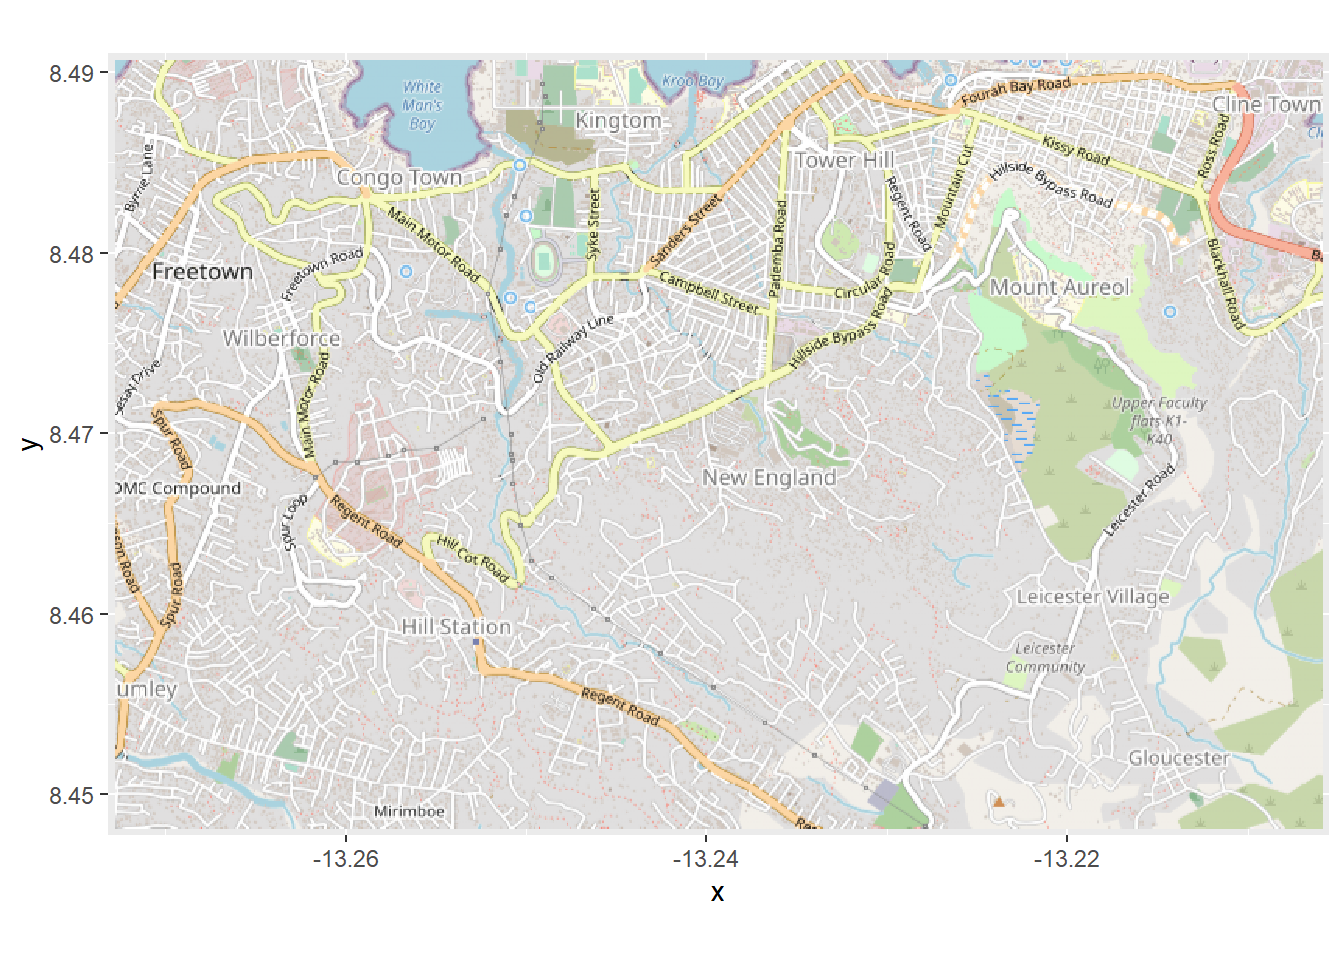 8.49
8.48
8.47
8.46
8.45
y
-13.26
-13.24
-13.22
x
White
Man's
Bay
Kroo Bay
Kingtom
Fourah Bay Road
Cline Town
Byrne Lane
Congo Town
Tower Hill
Kissy Road
Ross Road
Hillside Bypass Road
Mountain Cut
Regent Road
Main Motor Road
Syke Street
Sanders Street
Pademba Road
Circular Road
Blackhall Road
Freetown
Freetown Road
Campbell Street
Mount Aureol
Wilberforce
Old Railway Line
Hillside Bypass Road
Main Motor Road
Upper Faculty
flats K1-
K40
Spur Road
New England
Leicester Road
OMC Compound
Spur Loop
Regent Road
Hill Cot Road
Spur Road
Leicester Village
Hill Station
Leicester
Community
umley
Regent Road
Gloucester
Mirimboe